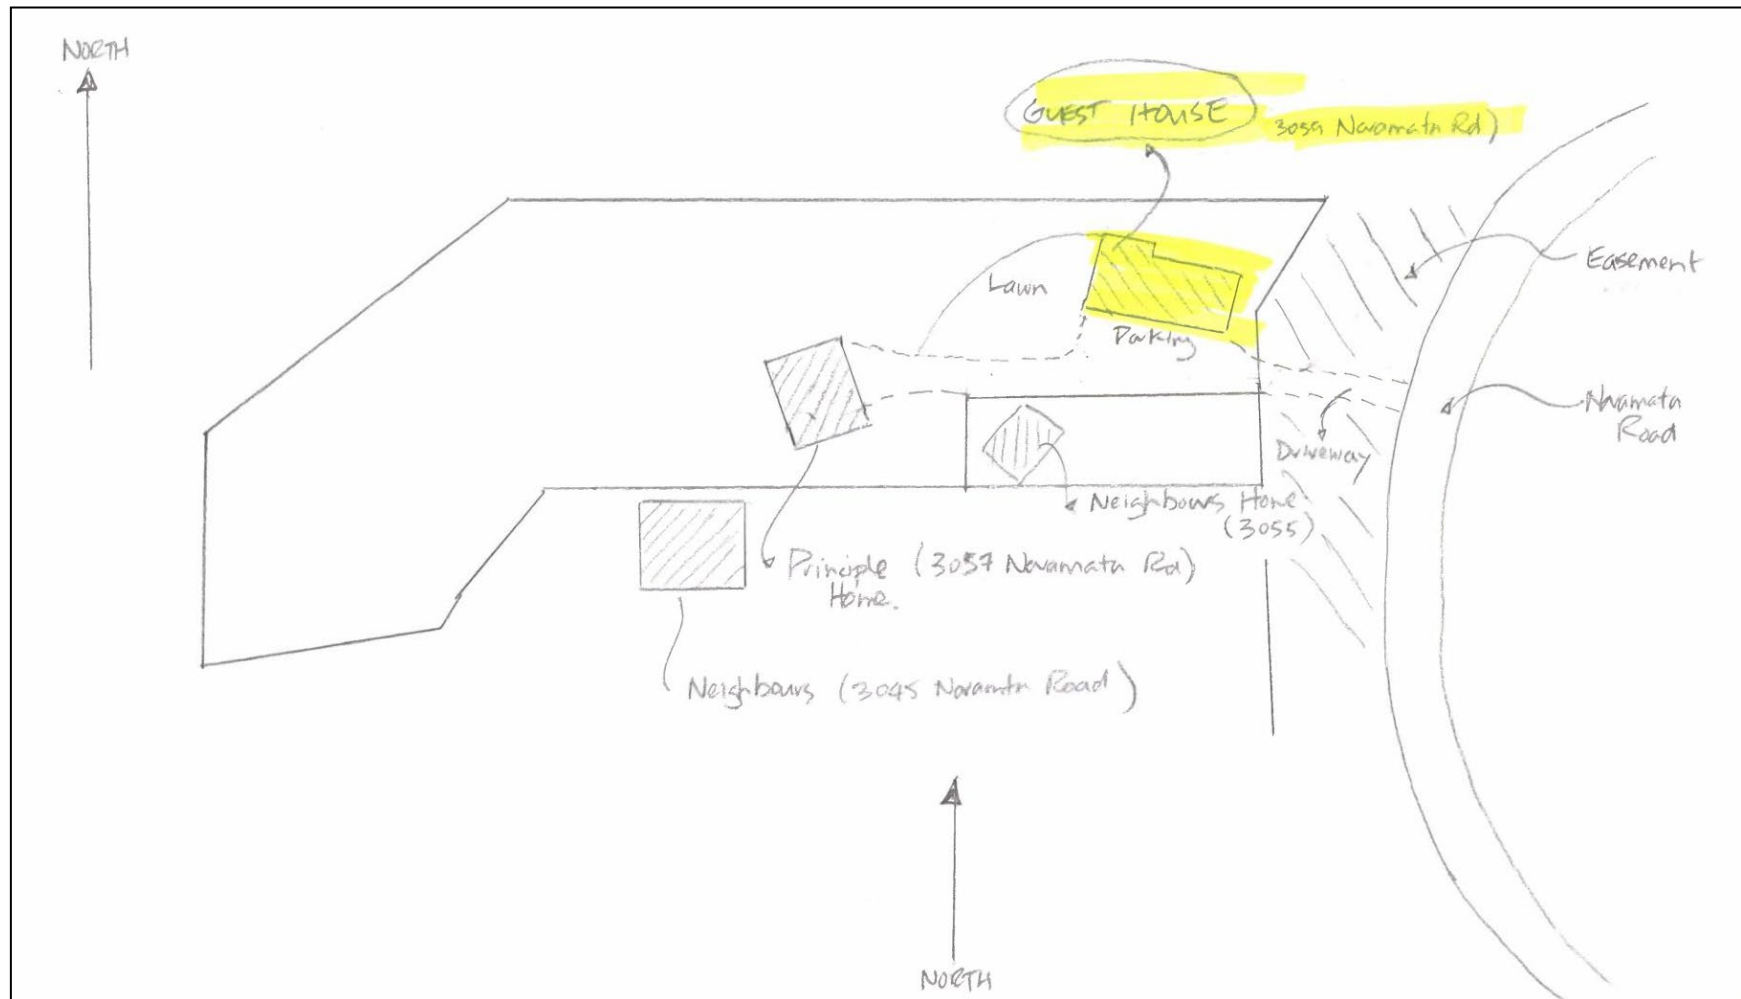 NORTH
GUEST HOUSE
3059 Naramata Rd)
Easement
Lawn
Parking
Naramata
Road
Driveway
Neighbours Home
(3055)
Principle (3057 Naramata Rd)
Home.
Neighbours (3045 Naramata Road)
NORTH